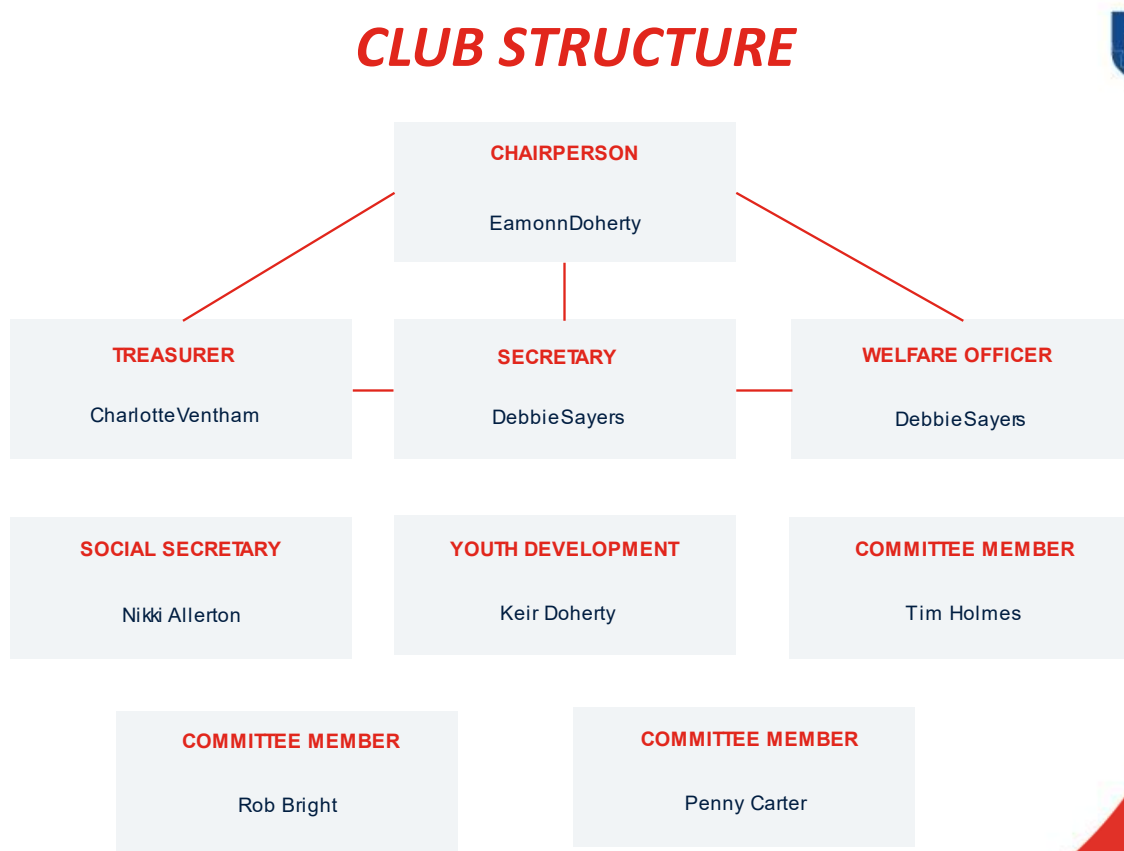 CLUB STRUCTURE
CHAIRPERSON
EamonnDoherty
TREASURER
CharlotteVentham
SECRETARY
DebbieSayers
WELFARE OFFICER
DebbieSayers
SOCIAL SECRETARY
Nikki Allerton
YOUTH DEVELOPMENT
Keir Doherty
COMMITTEE MEMBER
Tim Holmes
COMMITTEE MEMBER
Rob Bright
COMMITTEE MEMBER
Penny Carter